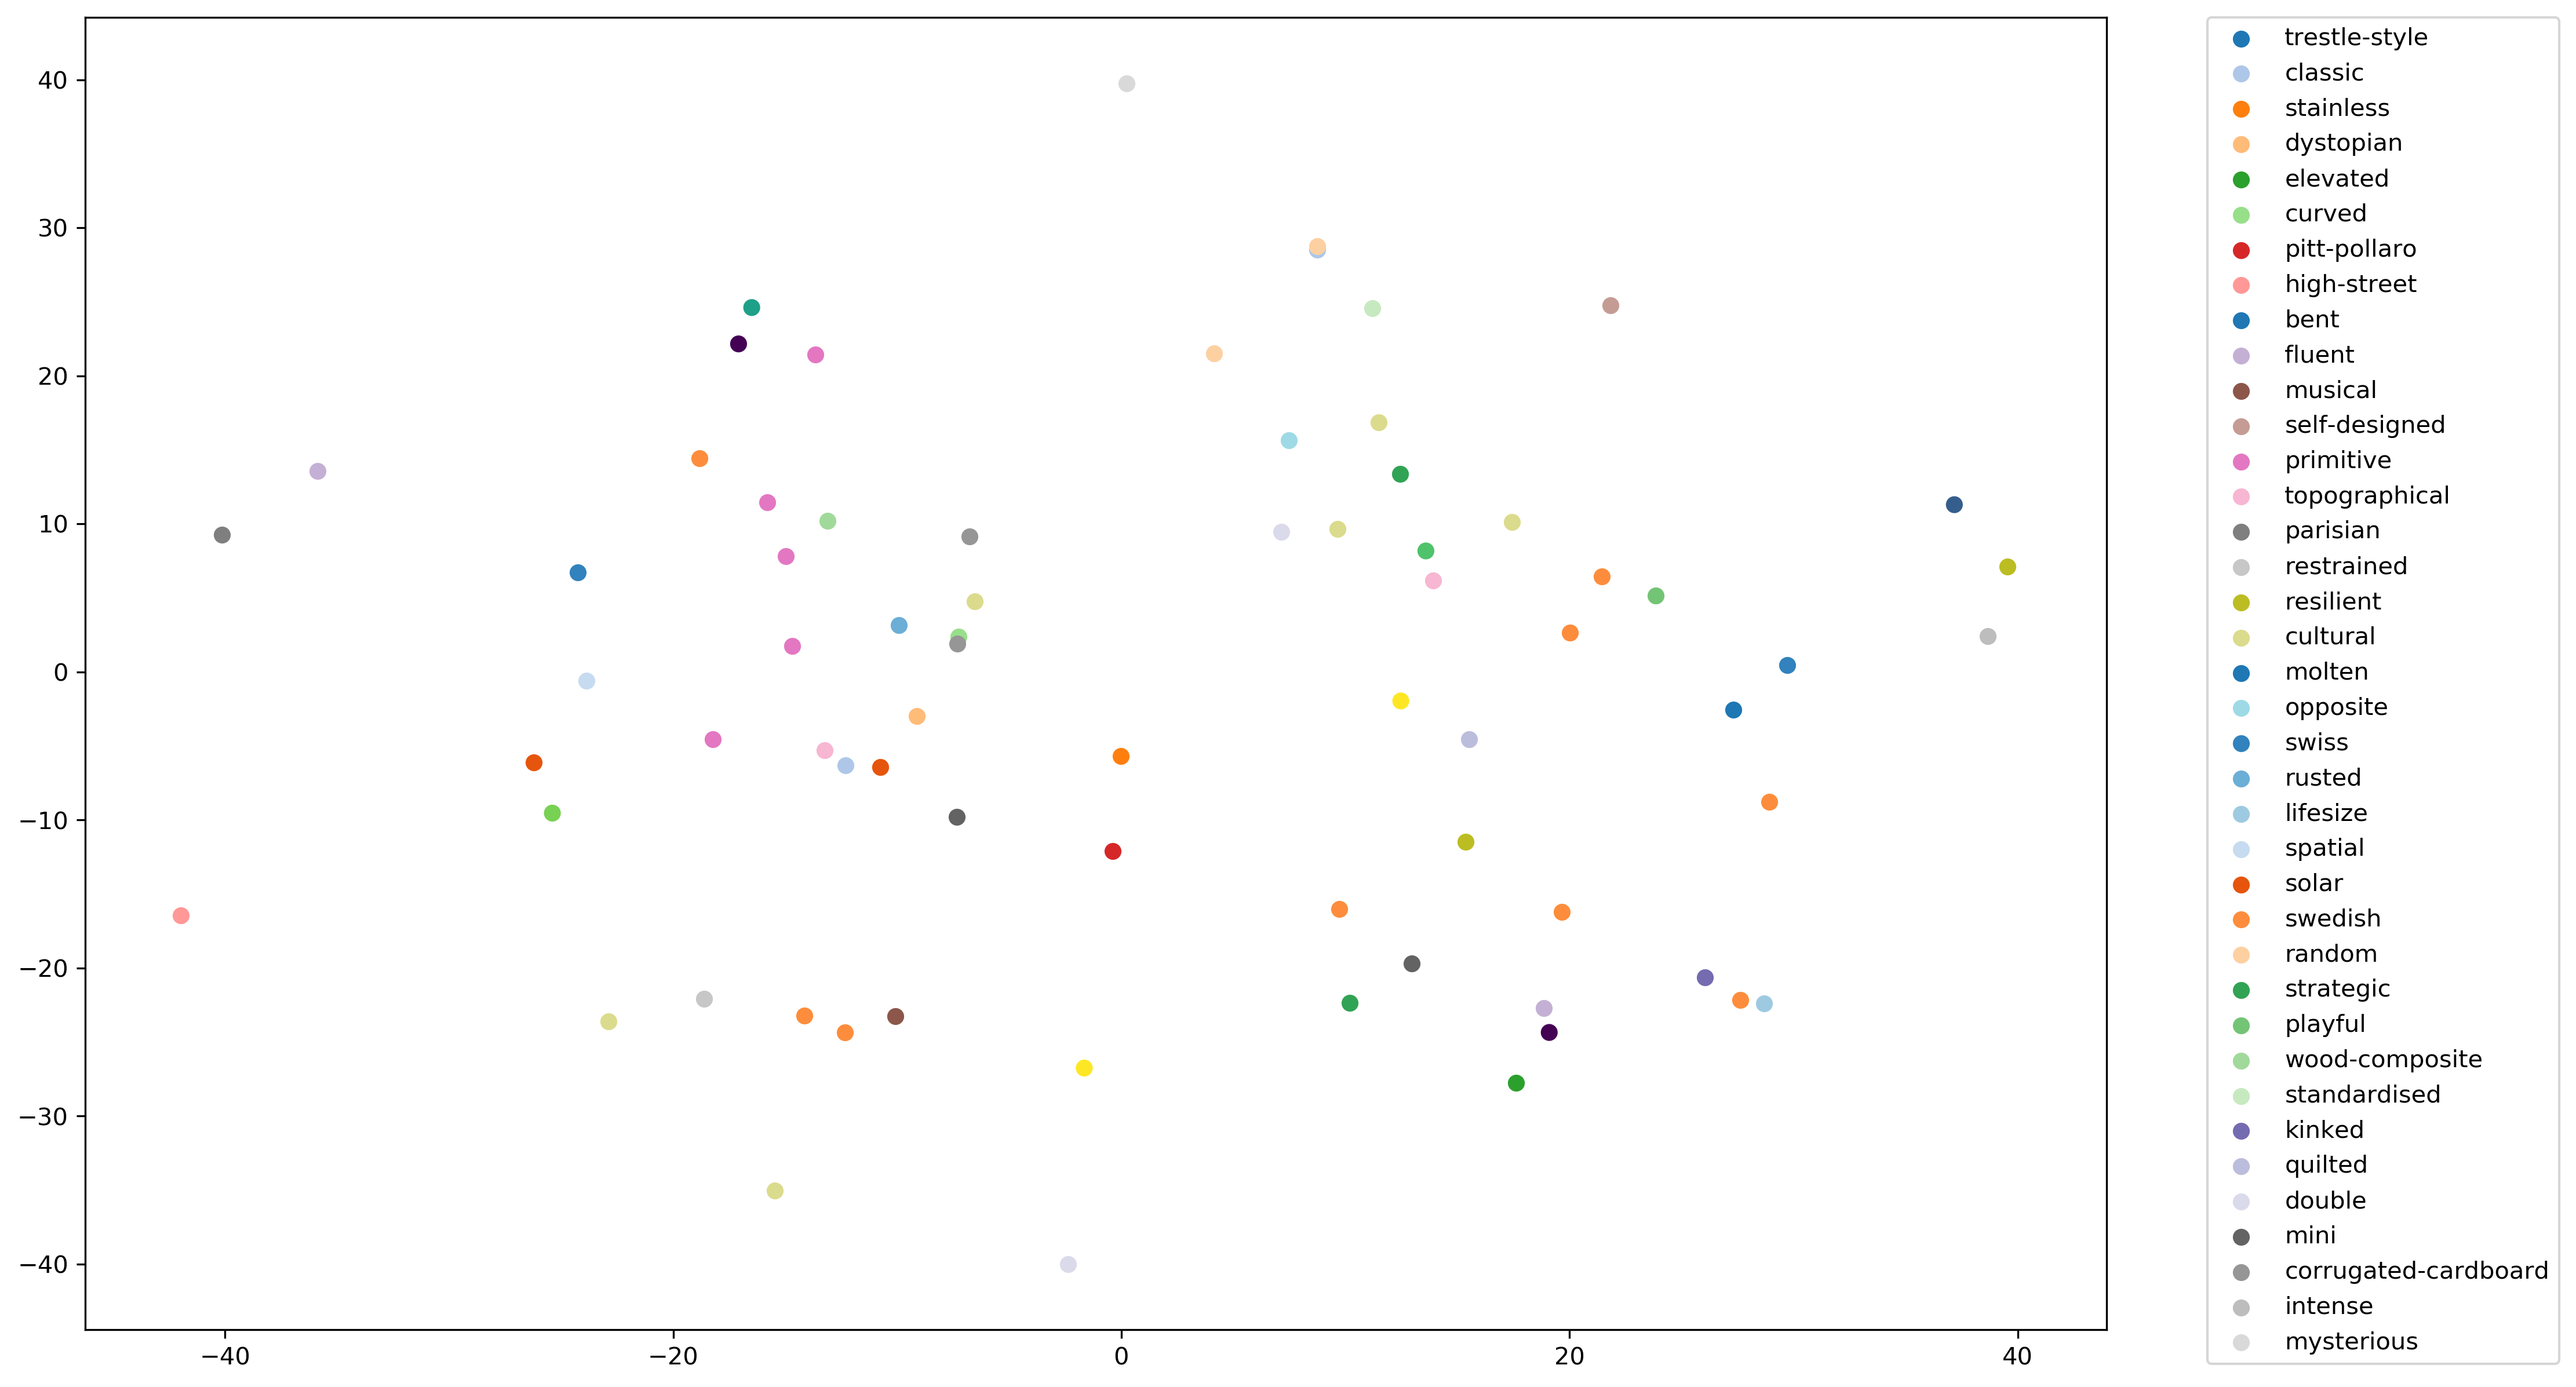 40
30
20
10
0
−10
−20
−30
−40
−40
−20
0
20
40
trestle-style
classic
stainless
dystopian
elevated
curved
pitt-pollaro
high-street
bent
fluent
musical
self-designed
primitive
topographical
parisian
restrained
resilient
cultural
molten
opposite
swiss
rusted
lifesize
spatial
solar
swedish
random
strategic
playful
wood-composite
standardised
kinked
quilted
double
mini
corrugated-cardboard
intense
mysterious